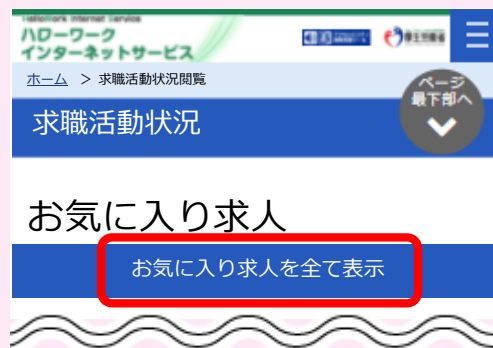 HelloWork Internet Service
ハローワーク
インターネットサービス
厚生労働省
ホーム > 求職活動状況閲覧
ページ
最下部へ
求職活動状況
お気に入り求人
お気に入り求人を全て表示